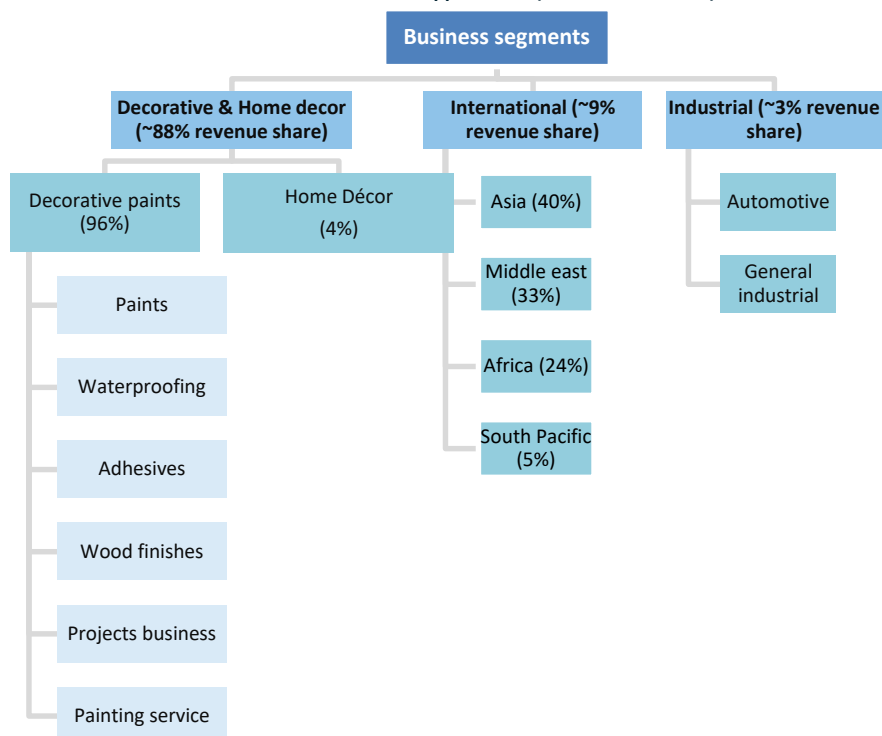 Business segments
Decorative & Home decor
(~88% revenue share)
International (~9%
revenue share)
Industrial (~3% revenue
share)
Decorative paints
(96%)
Home Décor
(4%)
Paints
Waterproofing
Adhesives
Wood finishes
Projects business
Painting service
Asia (40%)
Middle east
(33%)
Africa (24%)
South Pacific
(5%)
Automotive
General
industrial